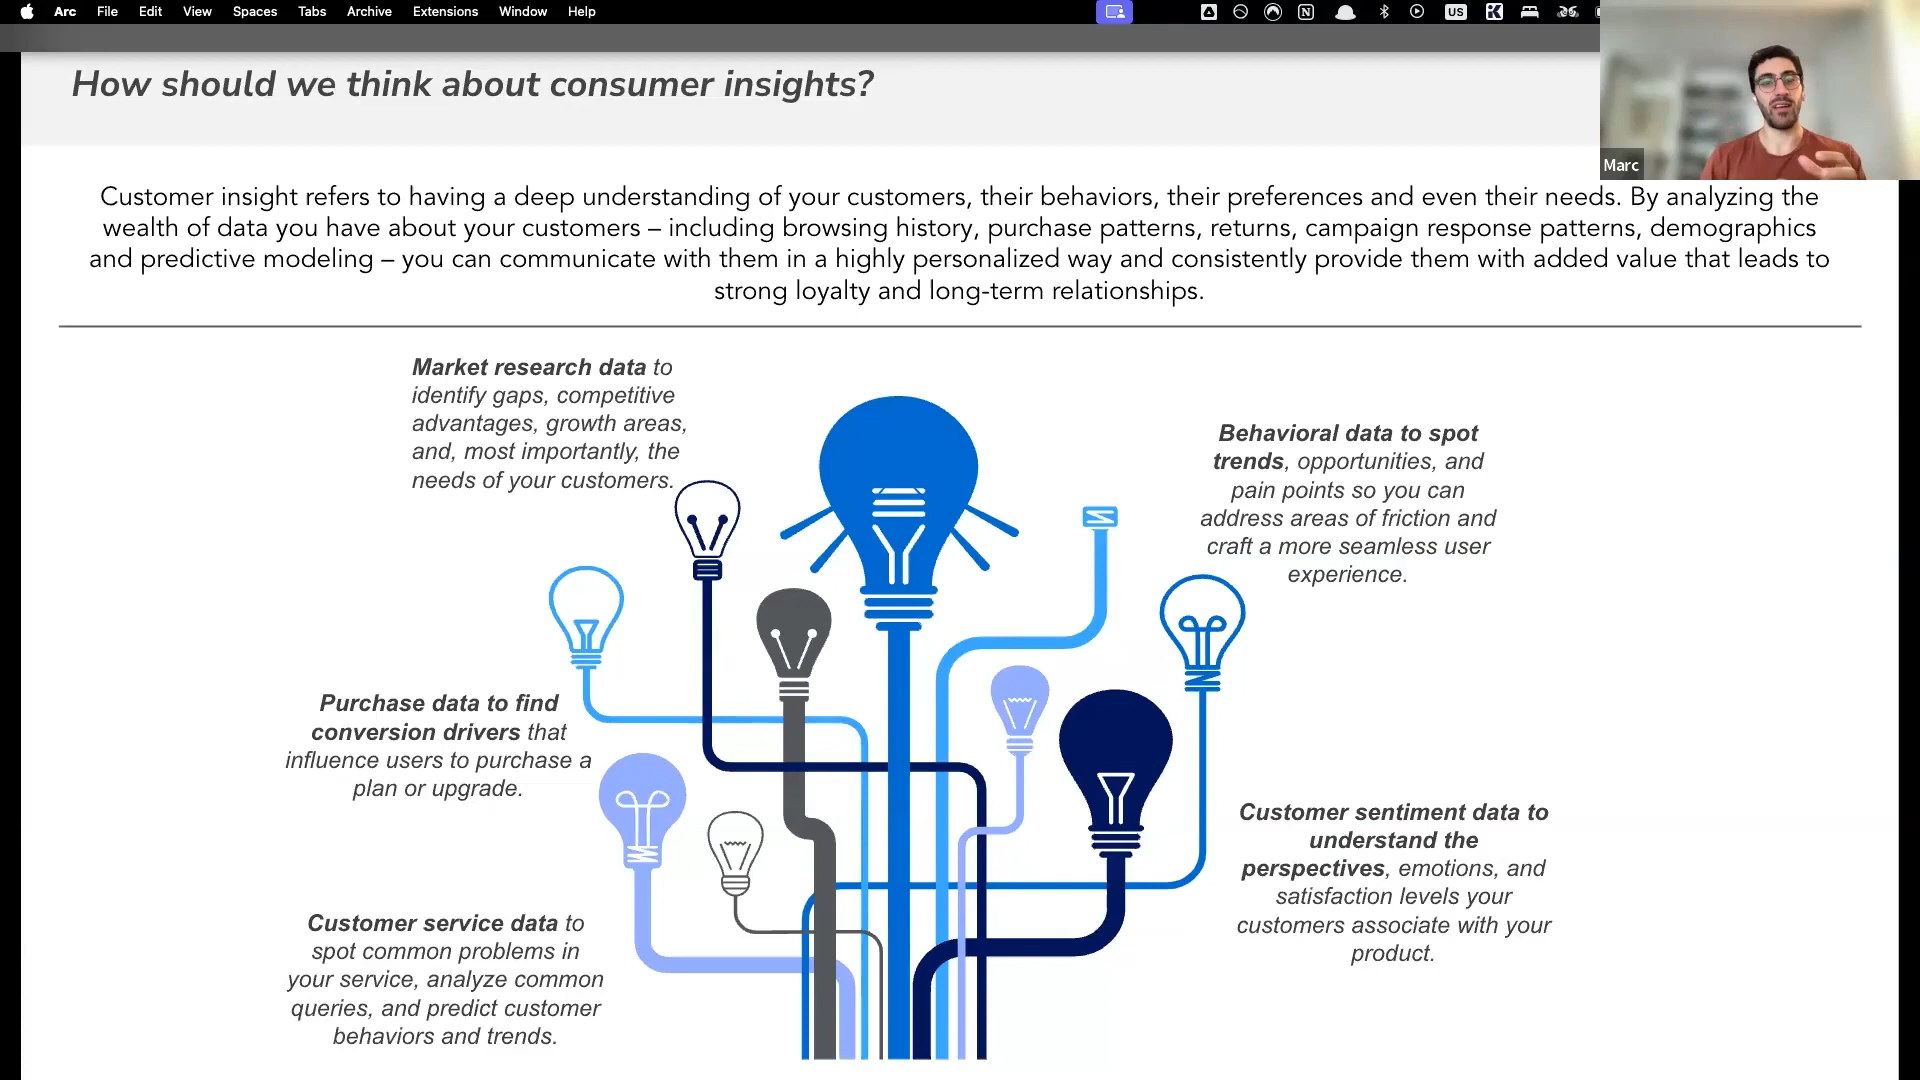 Arc File Edit View Spaces Tabs Archive Extensions Window Help
US
How should we think about consumer insights?
Marc
Customer insight refers to having a deep understanding of your customers, their behaviors, their preferences and even their needs. By analyzing the
wealth of data you have about your customers – including browsing history, purchase patterns, returns, campaign response patterns, demographics
and predictive modeling – you can communicate with them in a highly personalized way and consistently provide them with added value that leads to
strong loyalty and long-term relationships.
Market research data to
identify gaps, competitive
advantages, growth areas,
and, most importantly, the
needs of your customers.
Behavioral data to spot
trends, opportunities, and
pain points so you can
address areas of friction and
craft a more seamless user
experience.
Purchase data to find
conversion drivers that
influence users to purchase a
plan or upgrade.
Customer sentiment data to
understand the
perspectives, emotions, and
satisfaction levels your
customers associate with your
product.
Customer service data to
spot common problems in
your service, analyze common
queries, and predict customer
behaviors and trends.